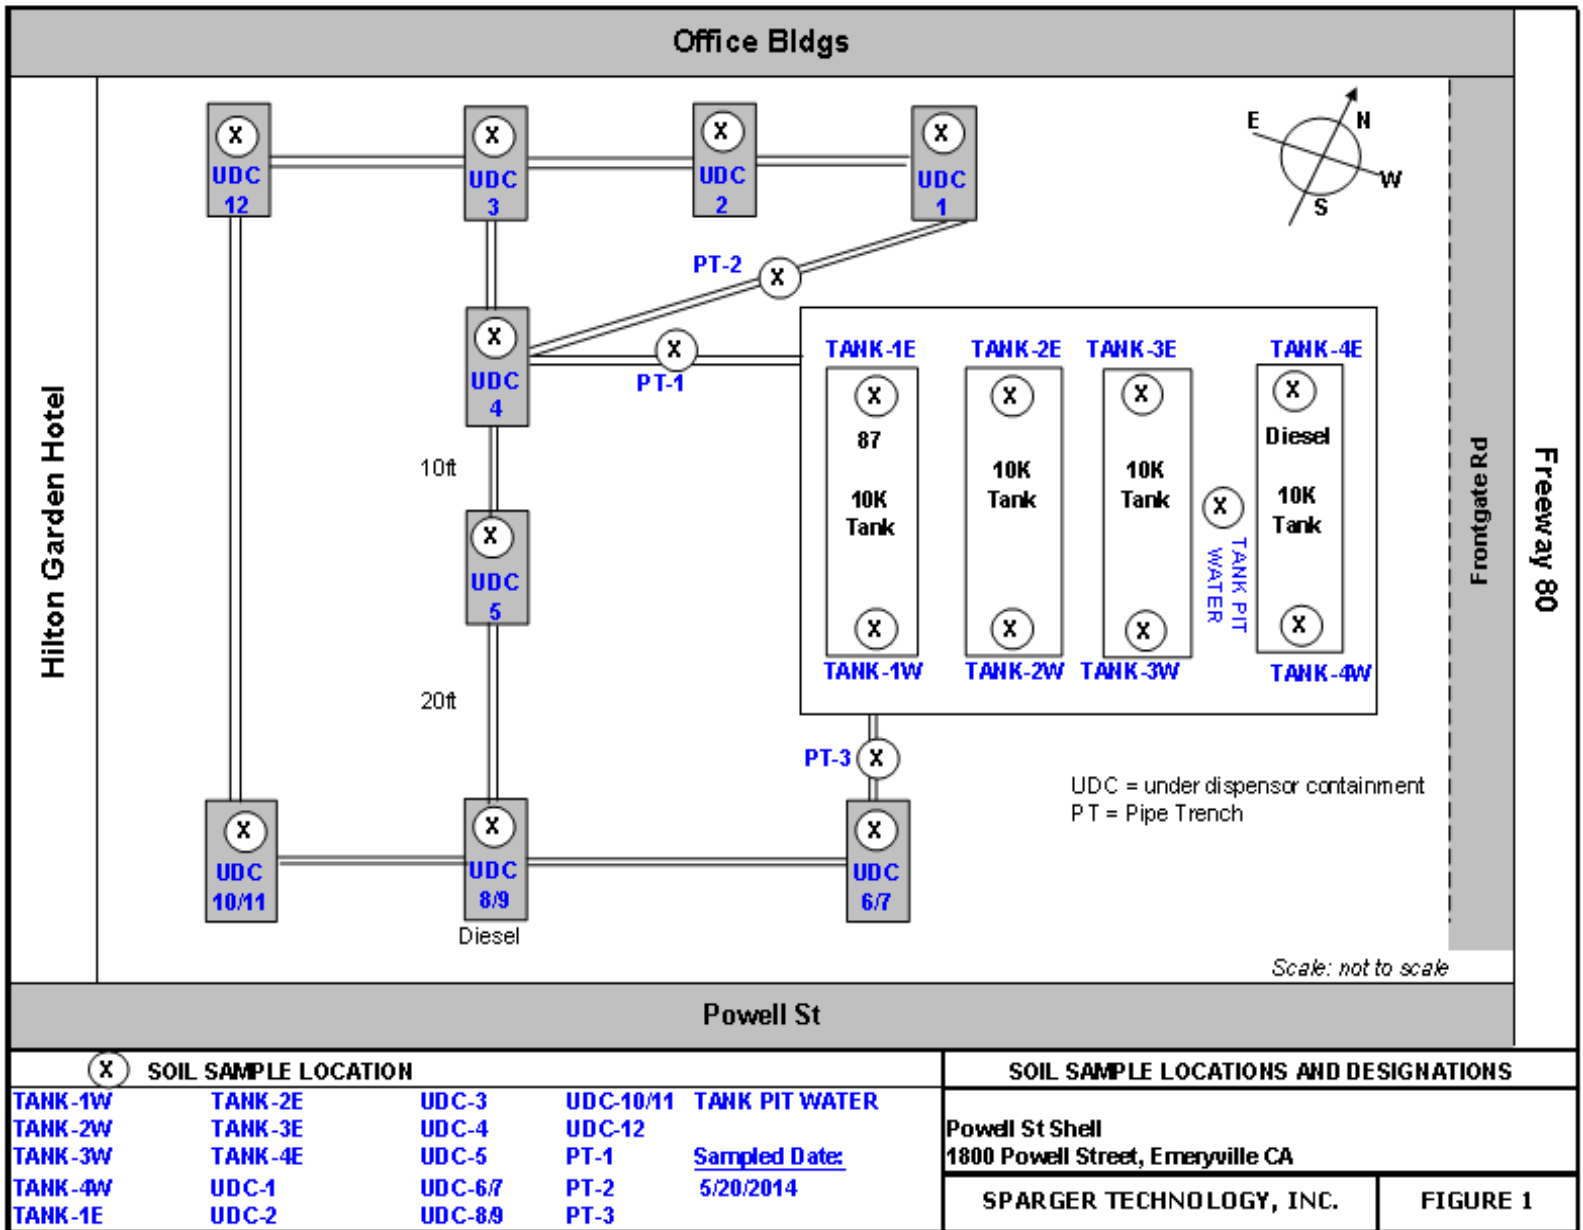 Office Bldgs
Hilton Garden Hotel
Freeway 80
Frontgate Rd
E
N
W
S
X
UDC
12
X
UDC
3
X
UDC
2
X
UDC
1
PT-2
X
X
UDC
4
X
PT-1
TANK-1E
TANK-2E
TANK-3E
TANK-4E
X
X
X
X
87
Diesel
10K
Tank
10K
Tank
10K
Tank
10K
Tank
X
TANK PIT
WATER
10ft
X
UDC
5
X
X
X
X
TANK-1W
TANK-2W
TANK-3W
TANK-4W
20ft
PT-3
X
UDC = under dispensor containment
PT = Pipe Trench
X
UDC
10/11
X
UDC
8/9
Diesel
X
UDC
6/7
Scale: not to scale
Powell St
X SOIL SAMPLE LOCATION
TANK-1W TANK-2E UDC-3 UDC-10/11 TANK PIT WATER
TANK-2W TANK-3E UDC-4 UDC-12
TANK-3W TANK-4E UDC-5 PT-1 Sampled Date:
TANK-4W UDC-1 UDC-6/7 PT-2 5/20/2014
TANK-1E UDC-2 UDC-8/9 PT-3
SOIL SAMPLE LOCATIONS AND DESIGNATIONS
Powell St Shell
1800 Powell Street, Emeryville CA
SPARGER TECHNOLOGY, INC.
FIGURE 1